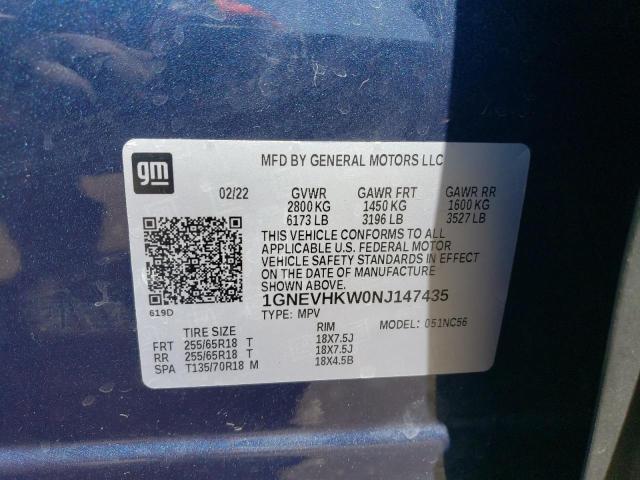 gm
MFD BY GENERAL MOTORS LLC
02/22 GVWR GAWR FRT GAWR RR
2800 KG 1450 KG 1600 KG
6173 LB 3196 LB 3527 LB
THIS VEHICLE CONFORMS TO ALL
APPLICABLE U.S. FEDERAL MOTOR
VEHICLE SAFETY STANDARDS IN EFFECT
ON THE DATE OF MANUFACTURE
SHOWN ABOVE.
1GNEVHKW0NJ147435
619D
TYPE: MPV MODEL: 051NC56
TIRE SIZE RIM
FRT 255/65R18 T 18X7.5J
RR 255/65R18 T 18X7.5J
SPA T135/70R18 M 18X4.5B